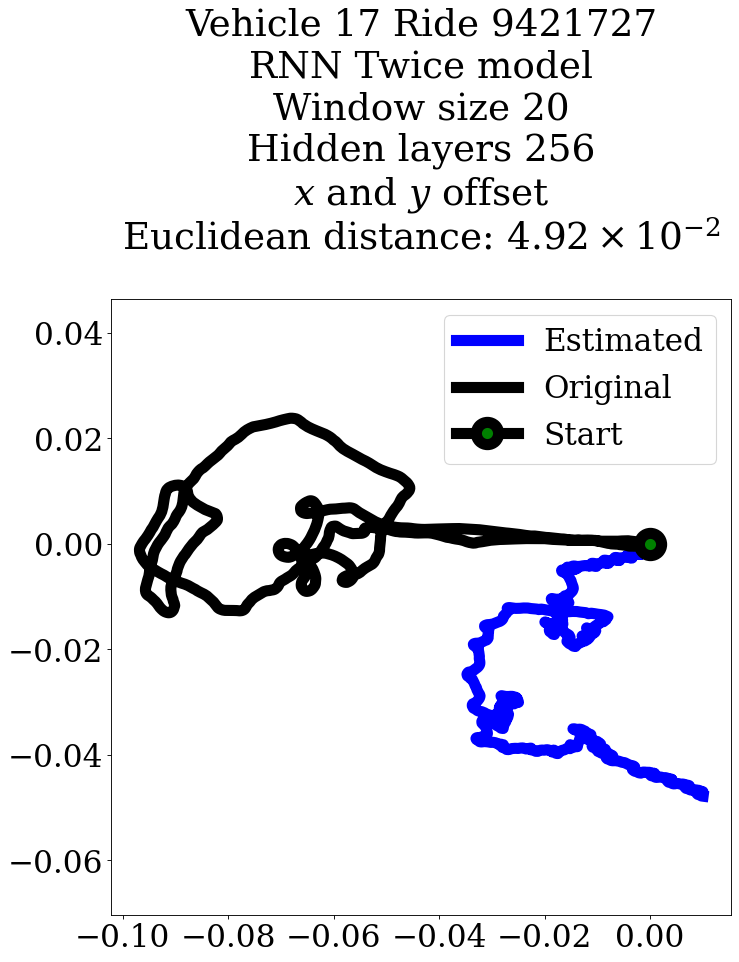 Vehicle 17 Ride 9421727
RNN Twice model
Window size 20
Hidden layers 256
x and y offset
Euclidean distance: 4.92 × 10⁻²
Estimated
Original
Start
0.04
0.02
0.00
−0.02
−0.04
−0.06
−0.10 −0.08 −0.06 −0.04 −0.02 0.00